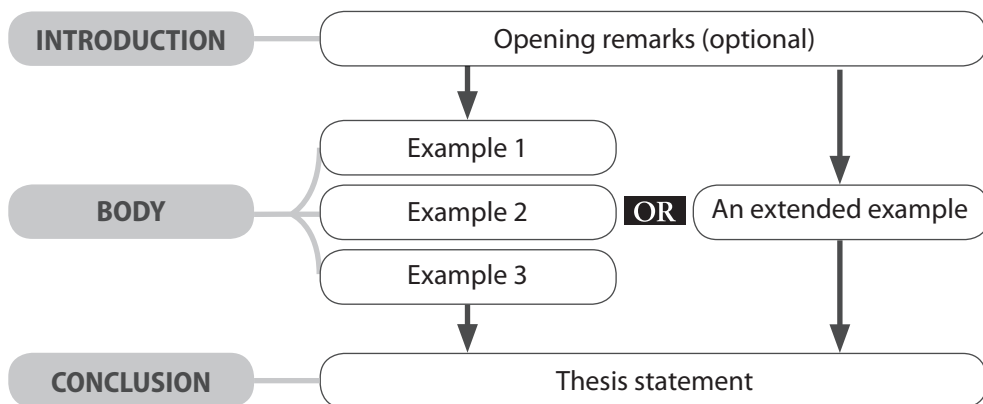 INTRODUCTION
Opening remarks (optional)
Example 1
BODY
Example 2
OR
An extended example
Example 3
CONCLUSION
Thesis statement